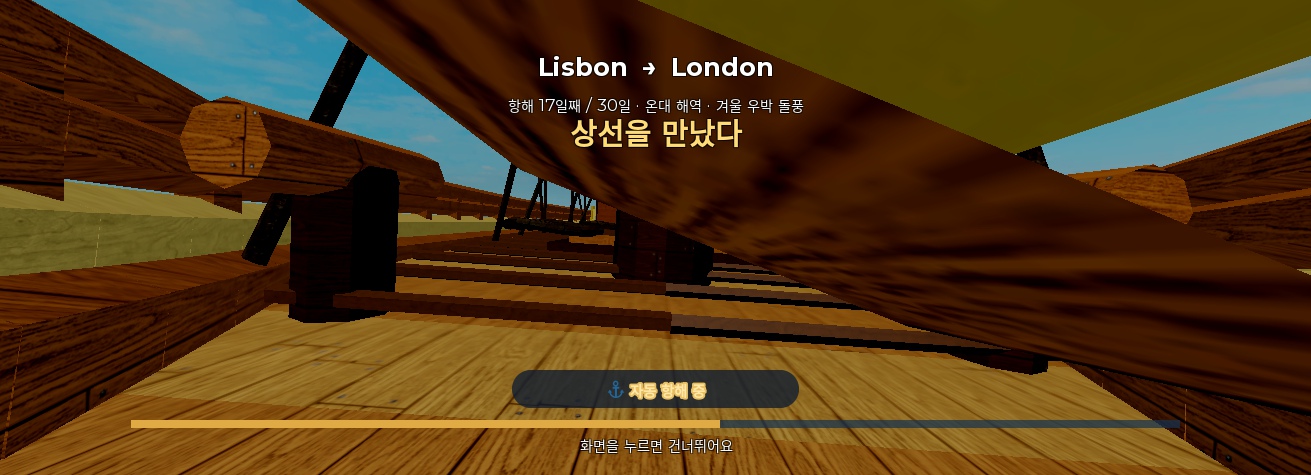 Lisbon → London
항해 17일째 / 30일 · 온대 해역 · 겨울 우박 돌풍
상선을 만났다
자동 항해 중
화면을 누르면 건너뛰어요